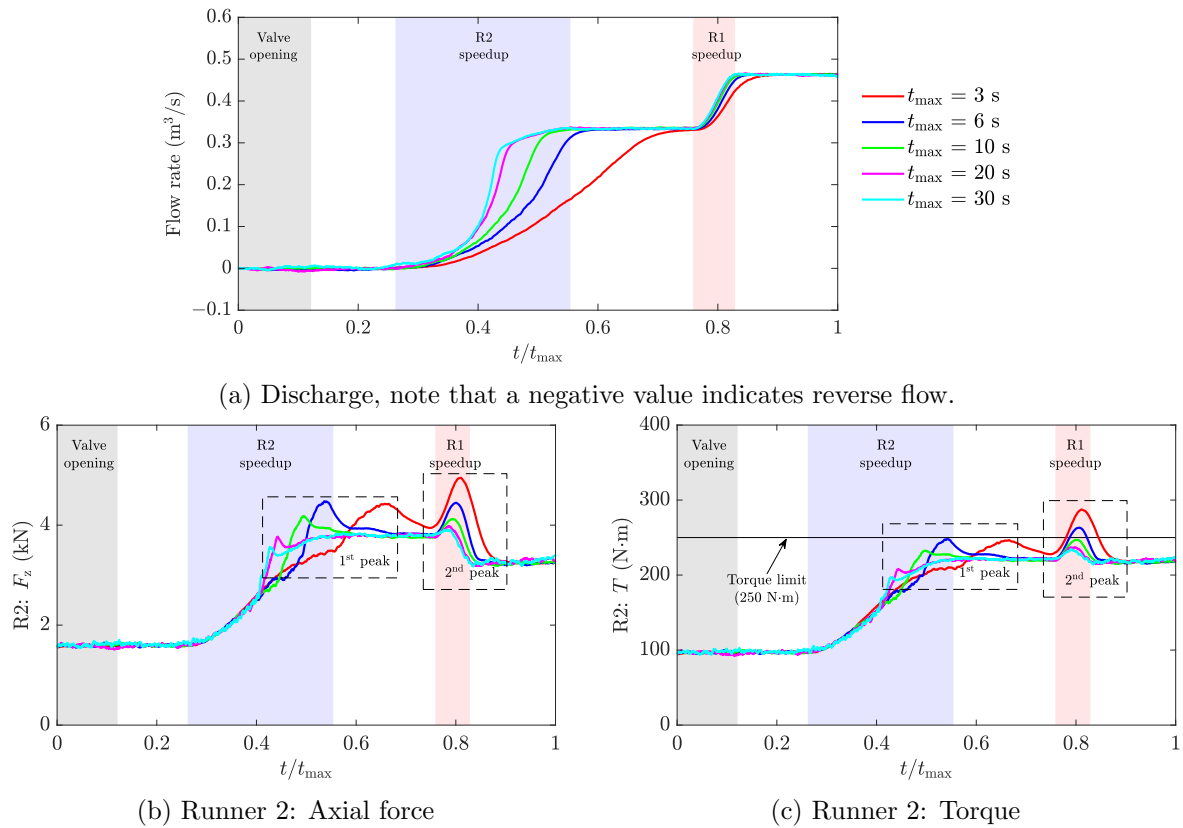 0.6
0.5
0.4
0.3
0.2
0.1
0
−0.1
Flow rate (m³/s)
Valve
opening
R2
speedup
R1
speedup
0 0.2 0.4 0.6 0.8 1
t/tmax
tmax = 3 s
tmax = 6 s
tmax = 10 s
tmax = 20 s
tmax = 30 s
(a) Discharge, note that a negative value indicates reverse flow.
6
4
2
0
R2: Fz (kN)
Valve
opening
R2
speedup
R1
speedup
1st peak
2nd peak
0 0.2 0.4 0.6 0.8 1
t/tmax
(b) Runner 2: Axial force
400
300
200
100
0
R2: T (N·m)
Valve
opening
R2
speedup
R1
speedup
Torque limit
(250 N·m)
1st peak
2nd peak
0 0.2 0.4 0.6 0.8 1
t/tmax
(c) Runner 2: Torque